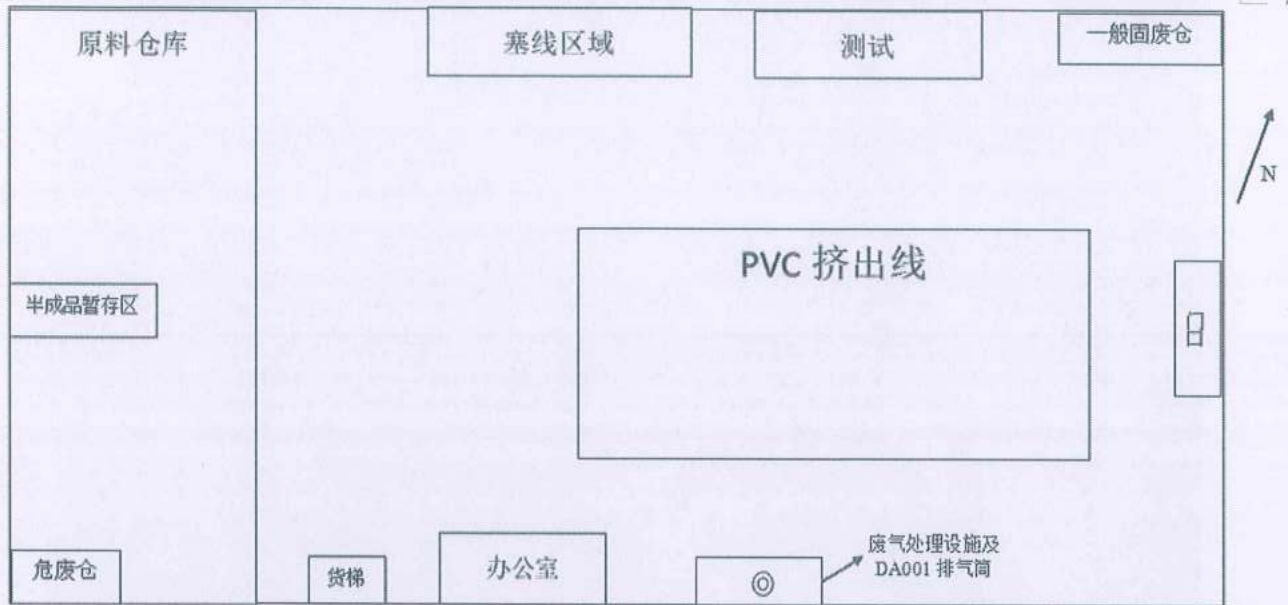 原料仓库
塞线区域
测试
一般固废仓
N
PVC 挤出线
半成品暂存区
危废仓
货梯
办公室
废气处理设施及
DA001 排气筒